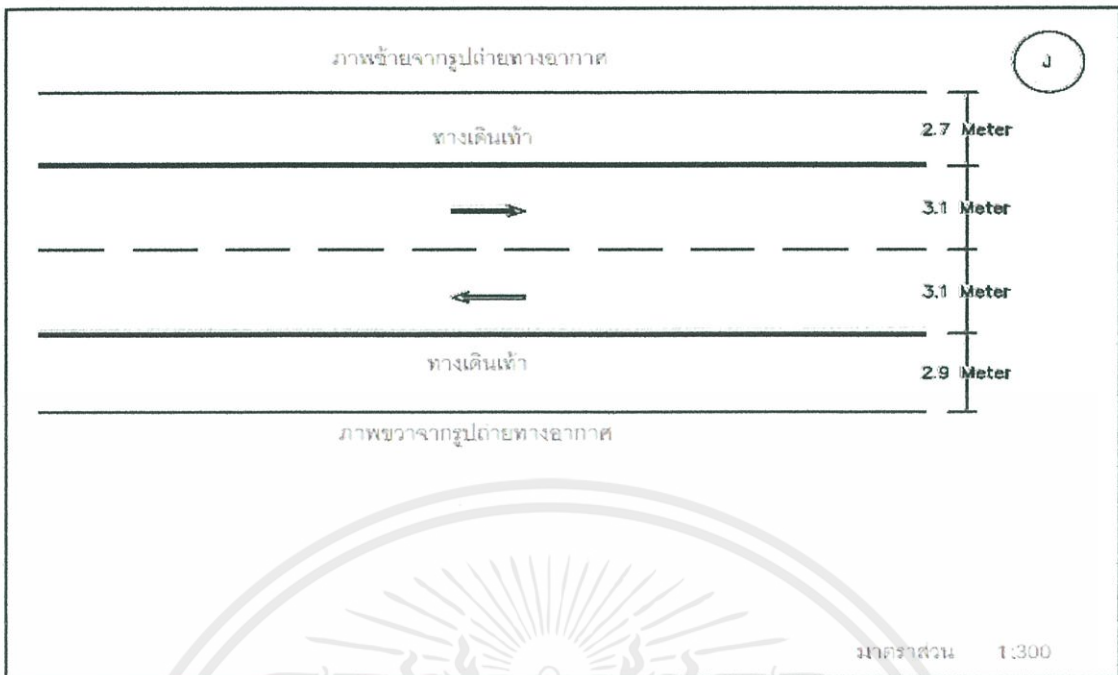 ภาพซ้ายจากรูปถ่ายทางอากาศ
ง
2.7 Meter
ทางเดินเท้า
3.1 Meter
3.1 Meter
ทางเดินเท้า
2.9 Meter
ภาพขวาจากรูปถ่ายทางอากาศ
มาตราส่วน 1:300